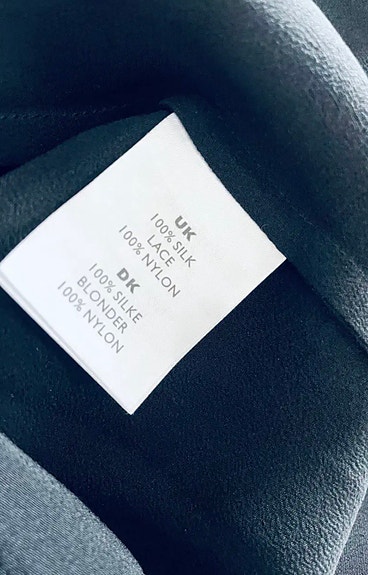 UK
100% SILK
LACE
100% NYLON
DK
100% SILKE
BLONDER
100% NYLON